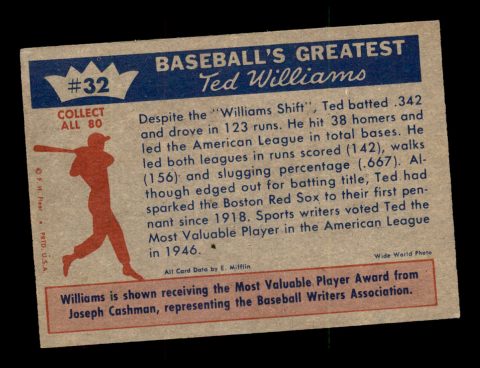 BASEBALL'S GREATEST
#32
Ted Williams
COLLECT
ALL 80
Despite the "Williams Shift", Ted batted .342
and drove in 123 runs. He hit 38 homers and
led the American League in total bases. He
led both leagues in runs scored (142), walks
(156) and slugging percentage (.667). Al-
though edged out for batting title, Ted had
sparked the Boston Red Sox to their first pen-
nant since 1918. Sports writers voted Ted the
Most Valuable Player in the American League
in 1946.
PRTD. U.S.A.
All Card Data by E. Mifflin
Wide World Photo
Williams is shown receiving the Most Valuable Player Award from
Joseph Cashman, representing the Baseball Writers Association.